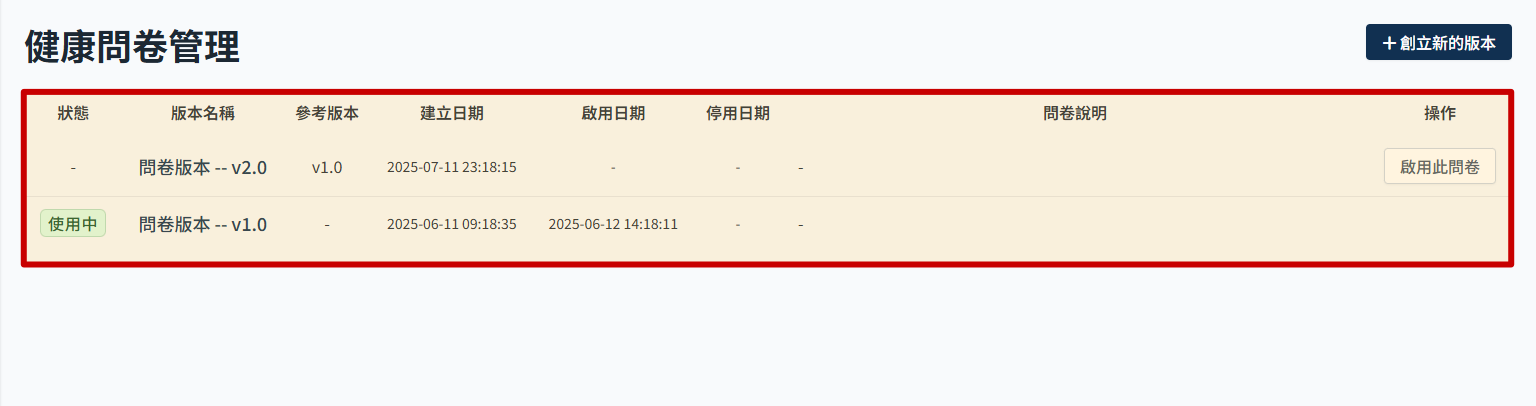 健康問卷管理
＋創立新的版本
狀態 版本名稱 參考版本 建立日期 啟用日期 停用日期 問卷說明 操作
- 問卷版本 -- v2.0 v1.0 2025-07-11 23:18:15 - - - 啟用此問卷
使用中 問卷版本 -- v1.0 - 2025-06-11 09:18:35 2025-06-12 14:18:11 - -